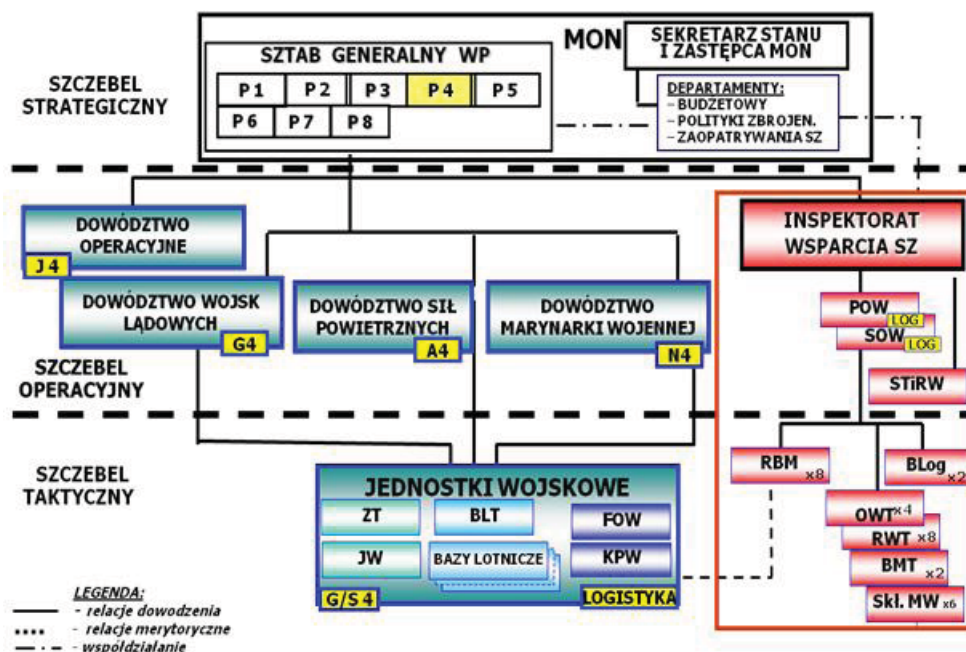 SZCZEBEL
STRATEGICZNY
SZTAB GENERALNY WP
P1 P2 P3 P4 P5
P6 P7 P8
MON
SEKRETARZ STANU
I ZASTĘPCA MON
DEPARTAMENTY:
– BUDŻETOWY
– POLITYKI ZBROJEN.
– ZAOPATRYWANIA SZ
DOWÓDZTWO
OPERACYJNE
J 4
DOWÓDZTWO WOJSK
LĄDOWYCH
G4
DOWÓDZTWO SIŁ
POWIETRZNYCH
A4
DOWÓDZTWO
MARYNARKI WOJENNEJ
N4
INSPEKTORAT
WSPARCIA SZ
POW
LOG
SOW
LOG
STiRW
SZCZEBEL
OPERACYJNY
SZCZEBEL
TAKTYCZNY
JEDNOSTKI WOJSKOWE
ZT
BLT
FOW
JW
BAZY LOTNICZE
KPW
G/S 4
LOGISTYKA
RBM x8
BLog x2
OWT x4
RWT x8
BMT x2
Skł. MW x6
LEGENDA:
- relacje dowodzenia
- relacje merytoryczne
- współdziałanie